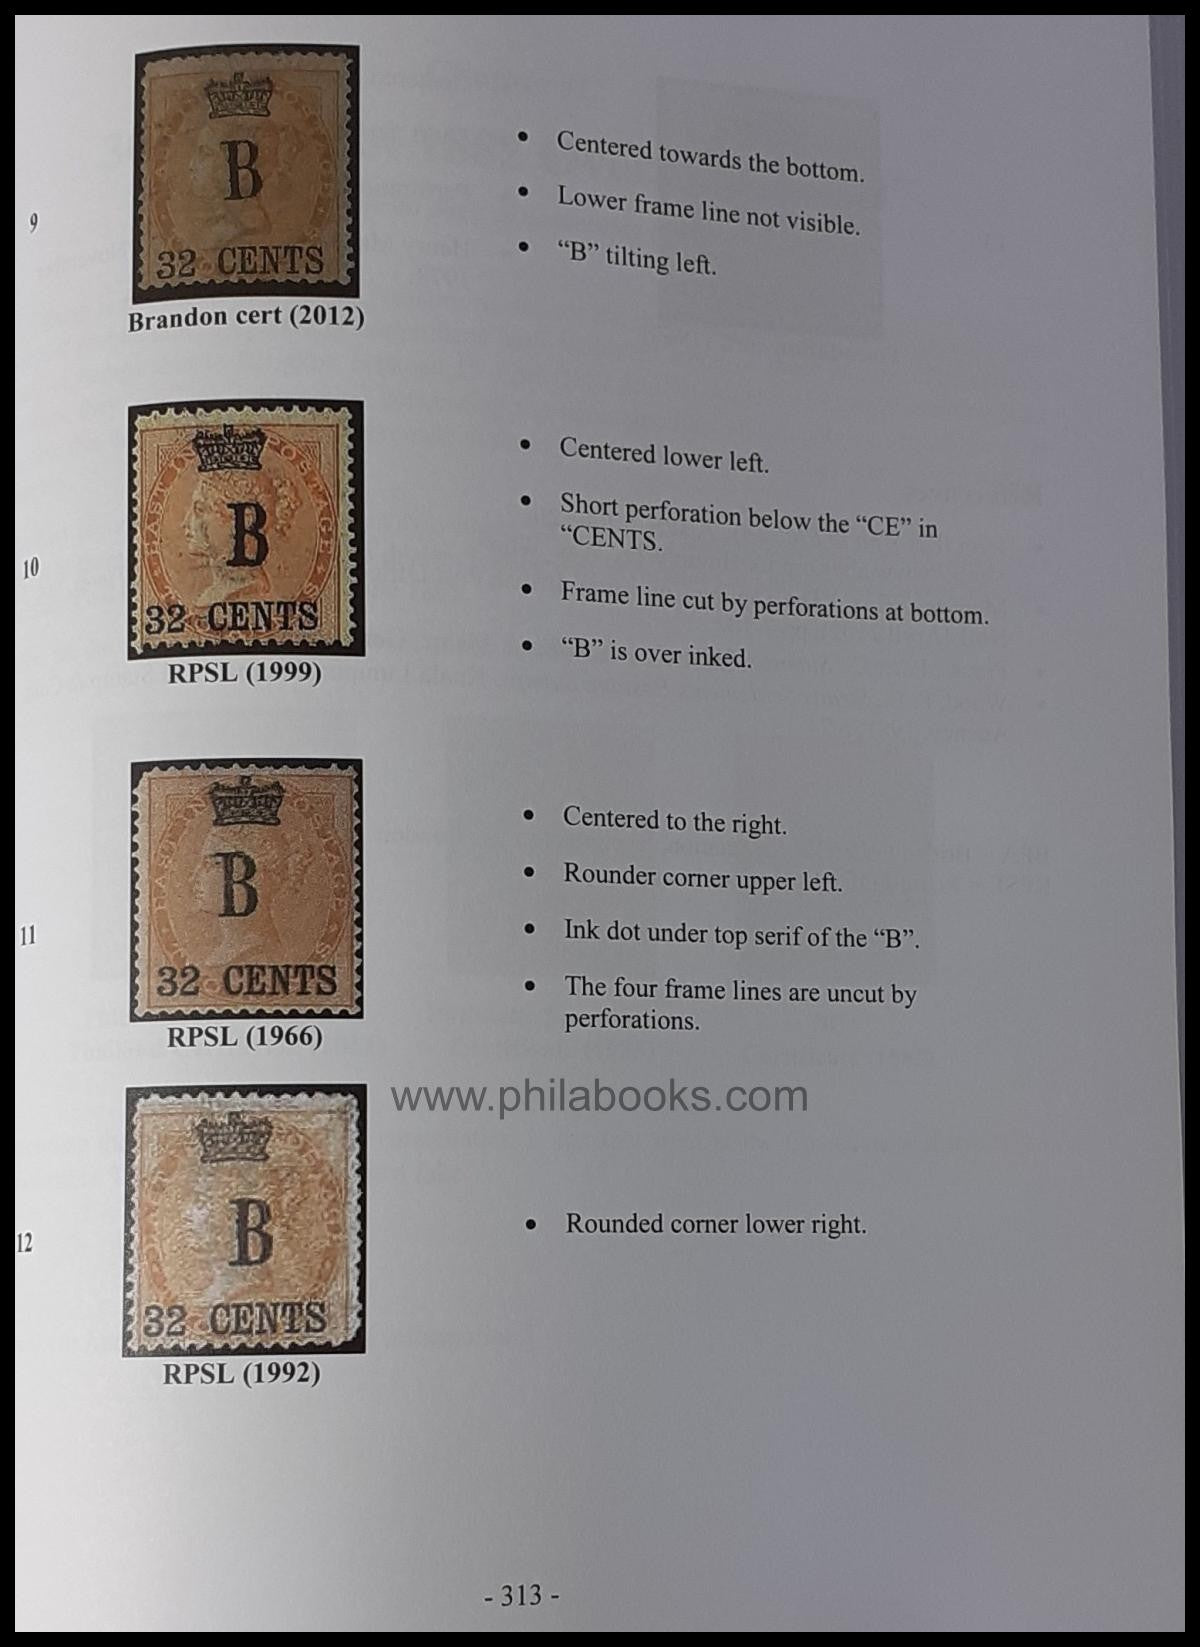 B
32 CENTS
9
Brandon cert (2012)
• Centered towards the bottom.
• Lower frame line not visible.
• “B” tilting left.
EAST IN POSTAGE
B
32 CENTS
10
RPSL (1999)
• Centered lower left.
• Short perforation below the “CE” in
“CENTS.
• Frame line cut by perforations at bottom.
• “B” is over inked.
B
32 CENTS
11
RPSL (1966)
• Centered to the right.
• Rounder corner upper left.
• Ink dot under top serif of the “B”.
• The four frame lines are uncut by
perforations.
www.philabooks.com
B
32 CENTS
12
RPSL (1992)
• Rounded corner lower right.
- 313 -